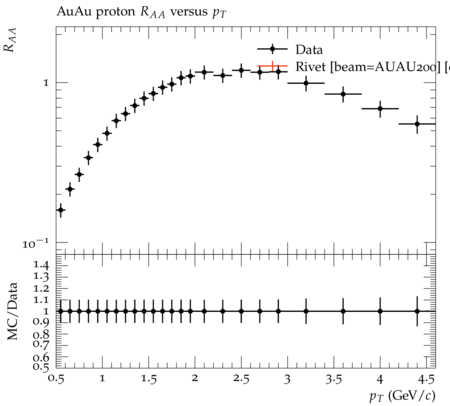 AuAu proton R_AA versus p_T
R_AA
Data
Rivet [beam=AUAU200] [
1
10⁻¹
MC/Data
1.4
1.3
1.2
1.1
1
0.9
0.8
0.7
0.6
0.5
0.5 1 1.5 2 2.5 3 3.5 4 4.5
p_T (GeV/c)